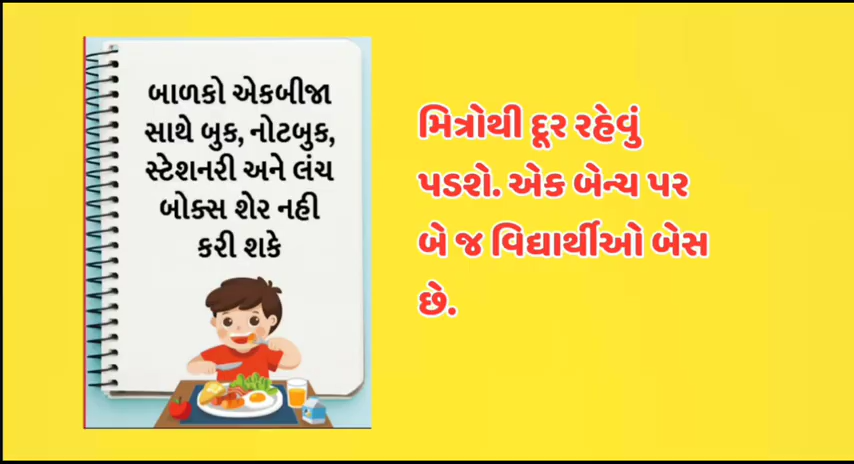 બાળકો એકબીજા
સાથે બુક, નોટબુક,
સ્ટેશનરી અને લંચ
બોક્સ શેર નહી
કરી શકે
મિત્રોથી દૂર રહેવું
પડશે. એક બેન્ચ પર
બે જ વિદ્યાર્થીઓ બેસ
છે.